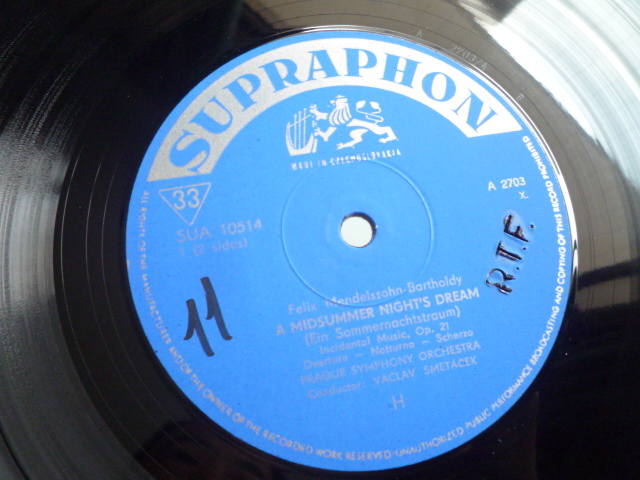 SUPRAPHON
MADE IN CZECHOSLOVAKIA
33
SUA 10514
1 (2 sides)
A 2703
X.
R.T.F.
11
Felix Mendelssohn-Bartholdy
A MIDSUMMER NIGHT'S DREAM
(Ein Sommernachtstraum)
Incidental Music, Op. 21
Overture - Notturno - Scherzo
PRAGUE SYMPHONY ORCHESTRA
Conductor: VÁCLAV SMETÁČEK
H
ALL RIGHTS OF THE MANUFACTURER AND OF THE OWNER OF THE RECORDED WORK RESERVED-UNAUTHORIZED PUBLIC PERFORMANCE BROADCASTING AND COPYING OF THIS RECORD PROHIBITED